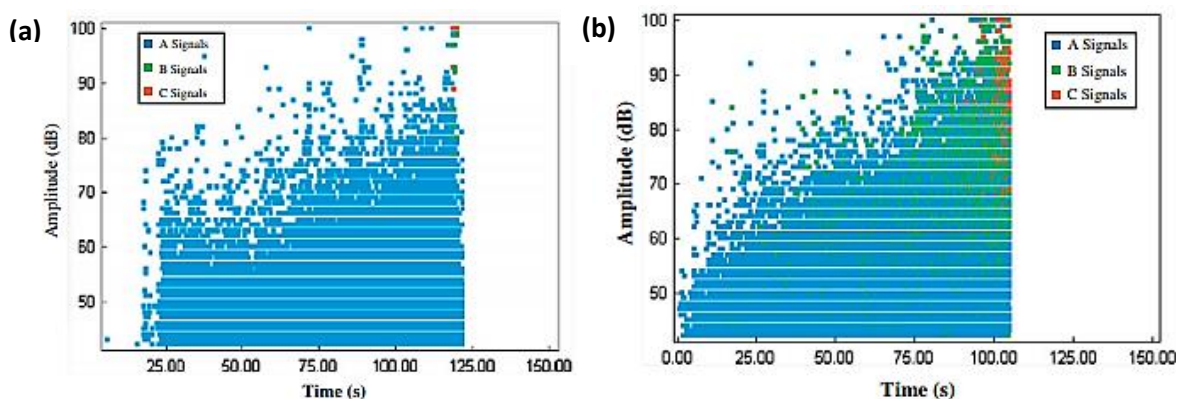 (a)
100
90
80
70
60
50
Amplitude (dB)
A Signals
B Signals
C Signals
25.00 50.00 75.00 100.00 125.00 150.00
Time (s)
(b)
100
90
80
70
60
50
Amplitude (dB)
A Signals
B Signals
C Signals
0.00 25.00 50.00 75.00 100.00 125.00 150.00
Time (s)